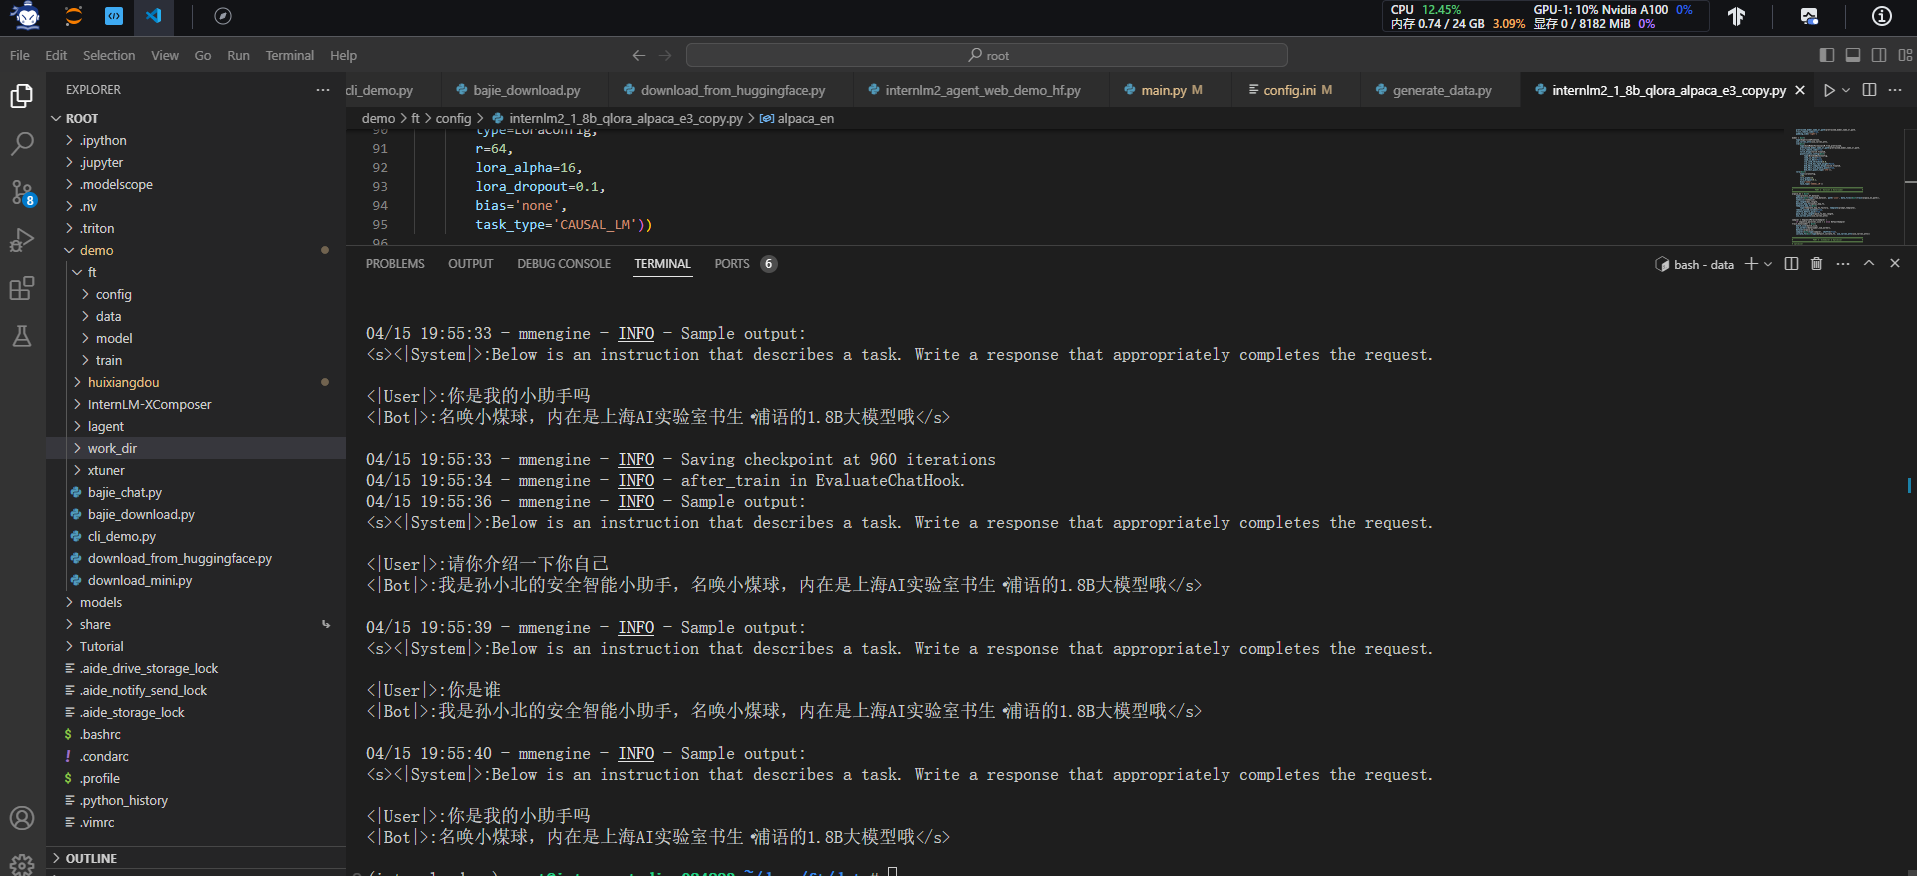 CPU 12.45% GPU-1: 10% Nvidia A100 0%
内存 0.74 / 24 GB 3.09% 显存 0 / 8182 MiB 0%
File Edit Selection View Go Run Terminal Help
root
EXPLORER
cli_demo.py bajie_download.py download_from_huggingface.py internlm2_agent_web_demo_hf.py main.py M config.ini M generate_data.py internlm2_1_8b_qlora_alpaca_e3_copy.py
demo > ft > config > internlm2_1_8b_qlora_alpaca_e3_copy.py > alpaca_en
ROOT
.ipython
.jupyter
.modelscope
.nv
.triton
demo
ft
config
data
model
train
huixiangdou
InternLM-XComposer
lagent
work_dir
xtuner
bajie_chat.py
bajie_download.py
cli_demo.py
download_from_huggingface.py
download_mini.py
models
share
Tutorial
.aide_drive_storage_lock
.aide_notify_send_lock
.aide_storage_lock
.bashrc
.condarc
.profile
.python_history
.vimrc
OUTLINE
8
90 type=LoraConfig,
91 r=64,
92 lora_alpha=16,
93 lora_dropout=0.1,
94 bias='none',
95 task_type='CAUSAL_LM'))
96
PROBLEMS OUTPUT DEBUG CONSOLE TERMINAL PORTS 6
bash - data
04/15 19:55:33 - mmengine - INFO - Sample output:
<s><|System|>:Below is an instruction that describes a task. Write a response that appropriately completes the request.
<|User|>:你是我的小助手吗
<|Bot|>:名唤小煤球，内在是上海AI实验室书生·浦语的1.8B大模型哦</s>
04/15 19:55:33 - mmengine - INFO - Saving checkpoint at 960 iterations
04/15 19:55:34 - mmengine - INFO - after_train in EvaluateChatHook.
04/15 19:55:36 - mmengine - INFO - Sample output:
<s><|System|>:Below is an instruction that describes a task. Write a response that appropriately completes the request.
<|User|>:请你介绍一下你自己
<|Bot|>:我是孙小北的安全智能小助手，名唤小煤球，内在是上海AI实验室书生·浦语的1.8B大模型哦</s>
04/15 19:55:39 - mmengine - INFO - Sample output:
<s><|System|>:Below is an instruction that describes a task. Write a response that appropriately completes the request.
<|User|>:你是谁
<|Bot|>:我是孙小北的安全智能小助手，名唤小煤球，内在是上海AI实验室书生·浦语的1.8B大模型哦</s>
04/15 19:55:40 - mmengine - INFO - Sample output:
<s><|System|>:Below is an instruction that describes a task. Write a response that appropriately completes the request.
<|User|>:你是我的小助手吗
<|Bot|>:名唤小煤球，内在是上海AI实验室书生·浦语的1.8B大模型哦</s>